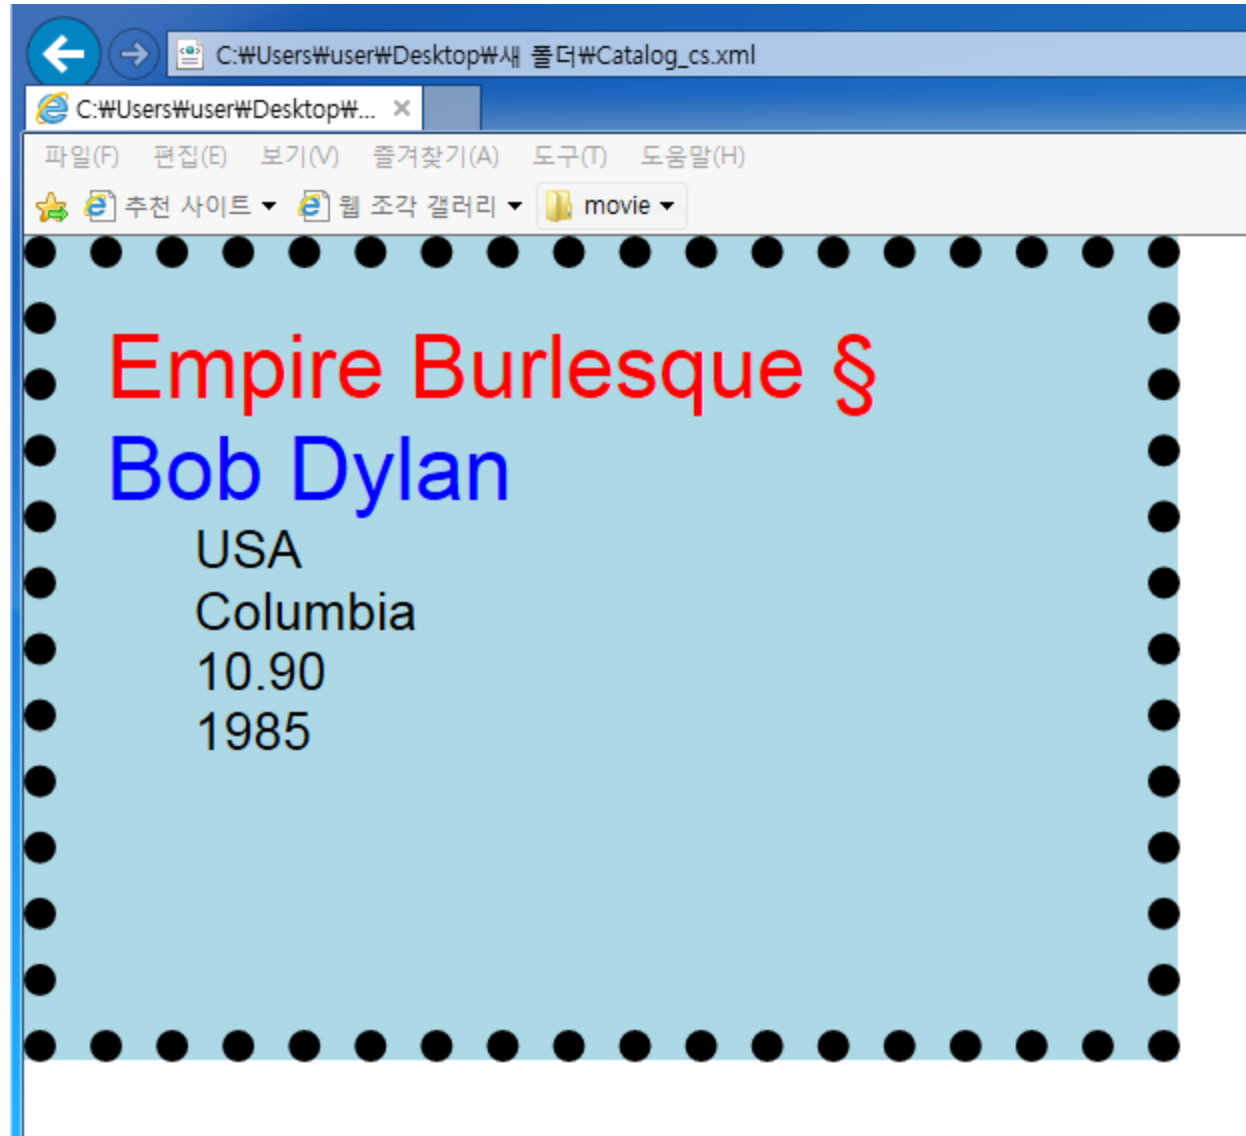 C:₩Users₩user₩Desktop₩새 폴더₩Catalog_cs.xml
C:₩Users₩user₩Desktop₩...
파일(F) 편집(E) 보기(V) 즐겨찾기(A) 도구(T) 도움말(H)
추천 사이트 웹 조각 갤러리 movie
Empire Burlesque §
Bob Dylan
USA
Columbia
10.90
1985